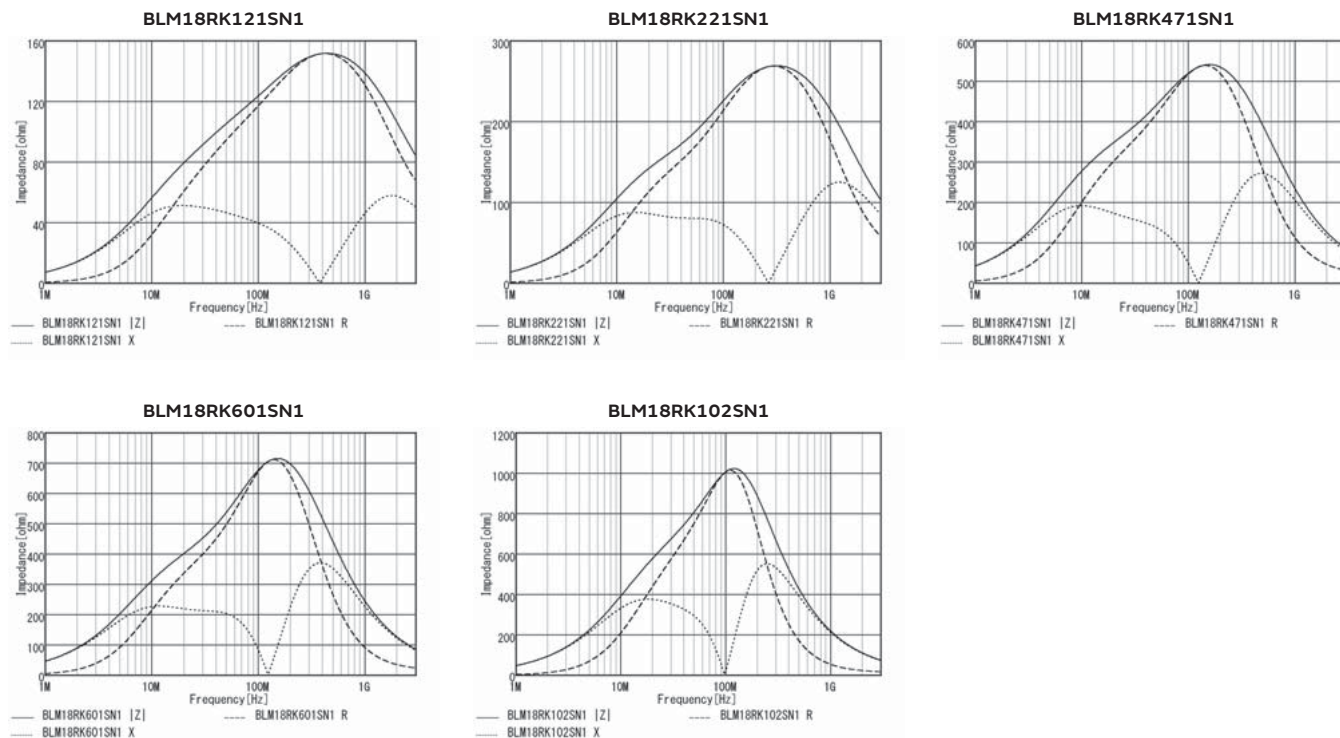 BLM18RK121SN1
160
120
80
40
0
Impedance[ohm]
1M
10M
100M
1G
Frequency[Hz]
BLM18RK121SN1 |Z|
BLM18RK121SN1 R
BLM18RK121SN1 X
BLM18RK221SN1
300
200
100
0
Impedance[ohm]
1M
10M
100M
1G
Frequency[Hz]
BLM18RK221SN1 |Z|
BLM18RK221SN1 R
BLM18RK221SN1 X
BLM18RK471SN1
600
500
400
300
200
100
0
Impedance[ohm]
1M
10M
100M
1G
Frequency[Hz]
BLM18RK471SN1 |Z|
BLM18RK471SN1 R
BLM18RK471SN1 X
BLM18RK601SN1
800
700
600
500
400
300
200
100
0
Impedance[ohm]
1M
10M
100M
1G
Frequency[Hz]
BLM18RK601SN1 |Z|
BLM18RK601SN1 R
BLM18RK601SN1 X
BLM18RK102SN1
1200
1000
800
600
400
200
0
Impedance[ohm]
1M
10M
100M
1G
Frequency[Hz]
BLM18RK102SN1 |Z|
BLM18RK102SN1 R
BLM18RK102SN1 X